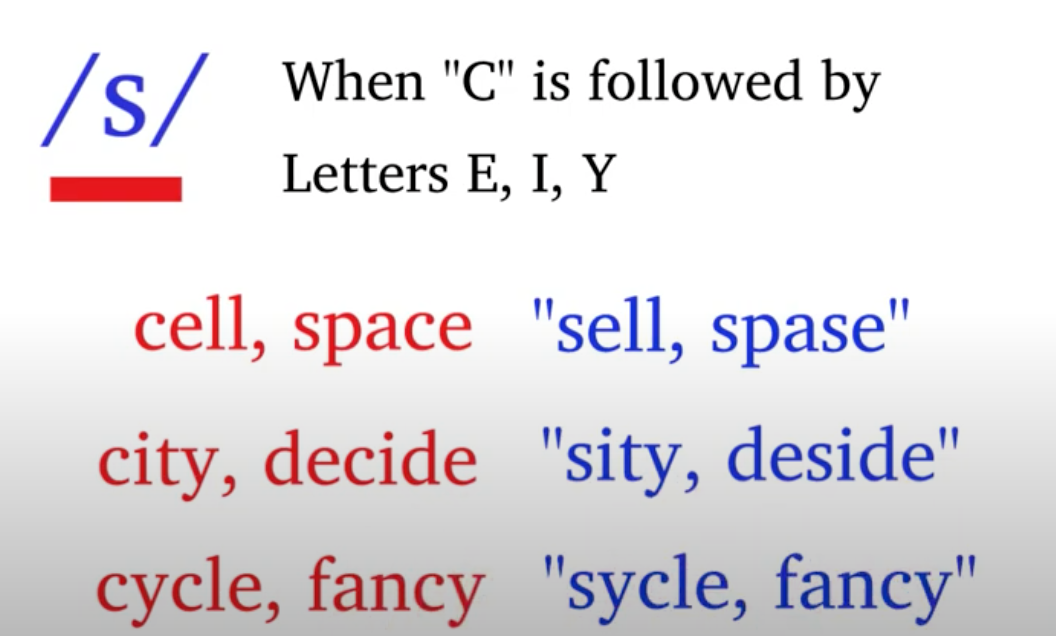 /s/ When "C" is followed by
Letters E, I, Y
cell, space "sell, spase"
city, decide "sity, deside"
cycle, fancy "sycle, fancy"